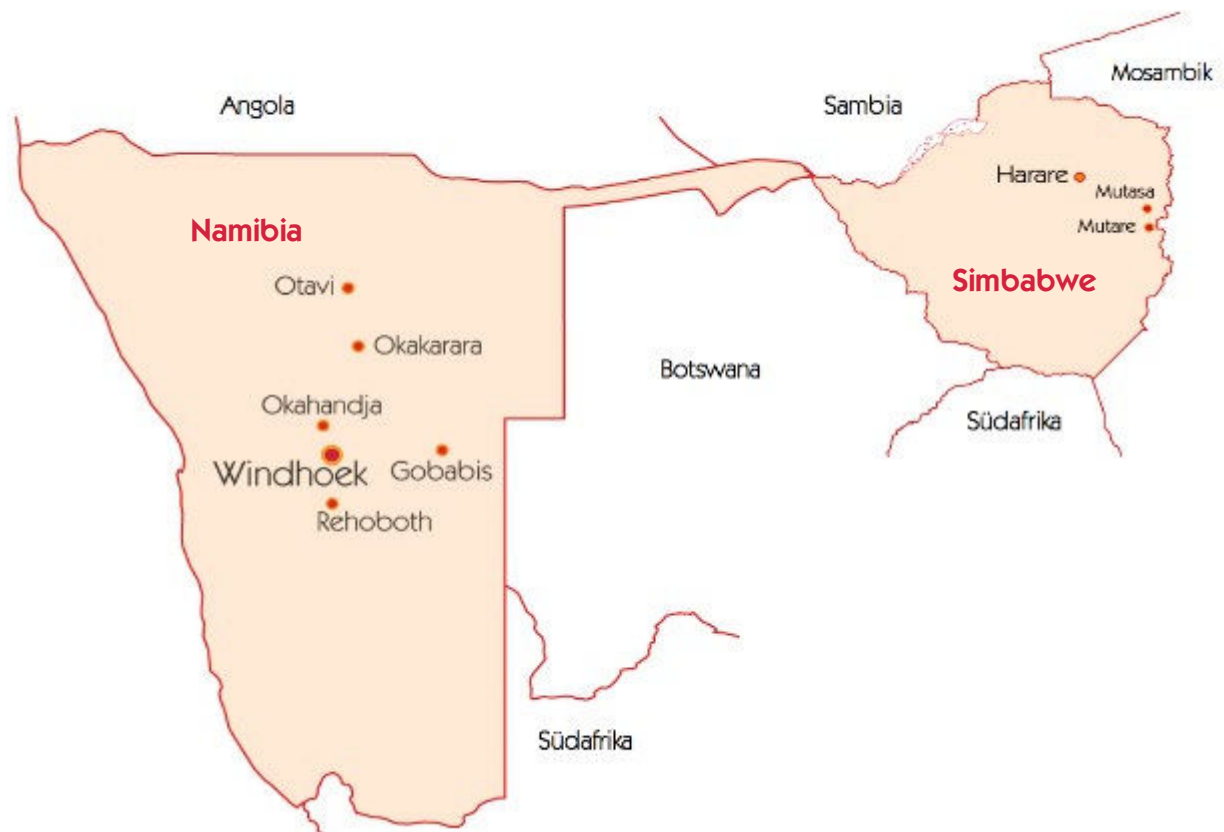 Mosambik
Angola
Sambia
Harare
Mutasa
Mutare
Namibia
Simbabwe
Otavi
Okakarara
Botswana
Okahandja
Südafrika
Windhoek
Gobabis
Rehoboth
Südafrika